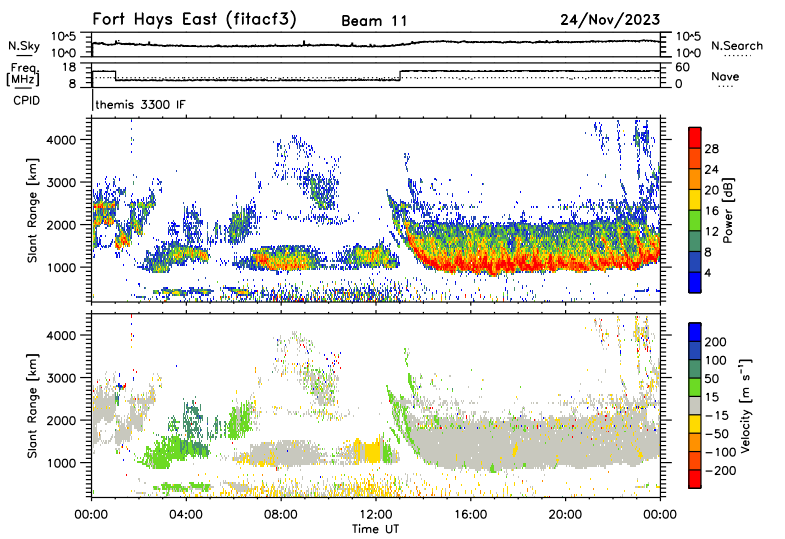 Fort Hays East (fitacf3) Beam 11 24/Nov/2023
N.Sky 10^5 10^0 10^5 10^0 N.Search
Freq. [MHz] 18 8 60 0 Nave
CPID themis 3300 IF
Slant Range [km] 4000 3000 2000 1000
Power [dB] 28 24 20 16 12 8 4
Slant Range [km] 4000 3000 2000 1000
Velocity [m s⁻¹] 200 100 50 15 −15 −50 −100 −200
00:00 04:00 08:00 12:00 16:00 20:00 00:00
Time UT